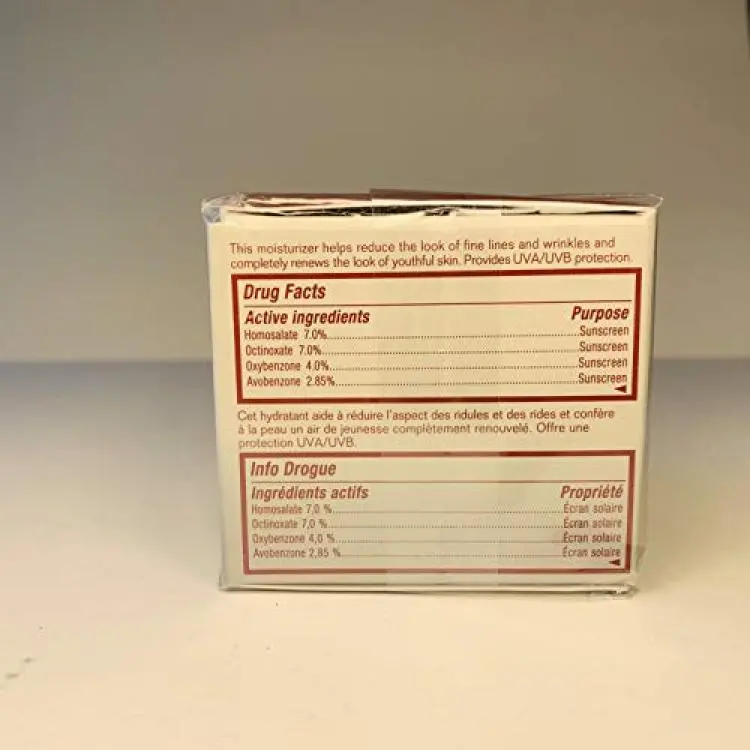 This moisturizer helps reduce the look of fine lines and wrinkles and
completely renews the look of youthful skin. Provides UVA/UVB protection.
Drug Facts
Active ingredients Purpose
Homosalate 7.0%................Sunscreen
Octinoxate 7.0%................Sunscreen
Oxybenzone 4.0%................Sunscreen
Avobenzone 2.85%................Sunscreen
Cet hydratant aide à réduire l'aspect des ridules et des rides et confère
à la peau un air de jeunesse complètement renouvelé. Offre une
protection UVA/UVB.
Info Drogue
Ingrédients actifs Propriété
Homosalate 7,0 %................Écran solaire
Octinoxate 7,0 %................Écran solaire
Oxybenzone 4,0 %................Écran solaire
Avobenzone 2,85 %................Écran solaire